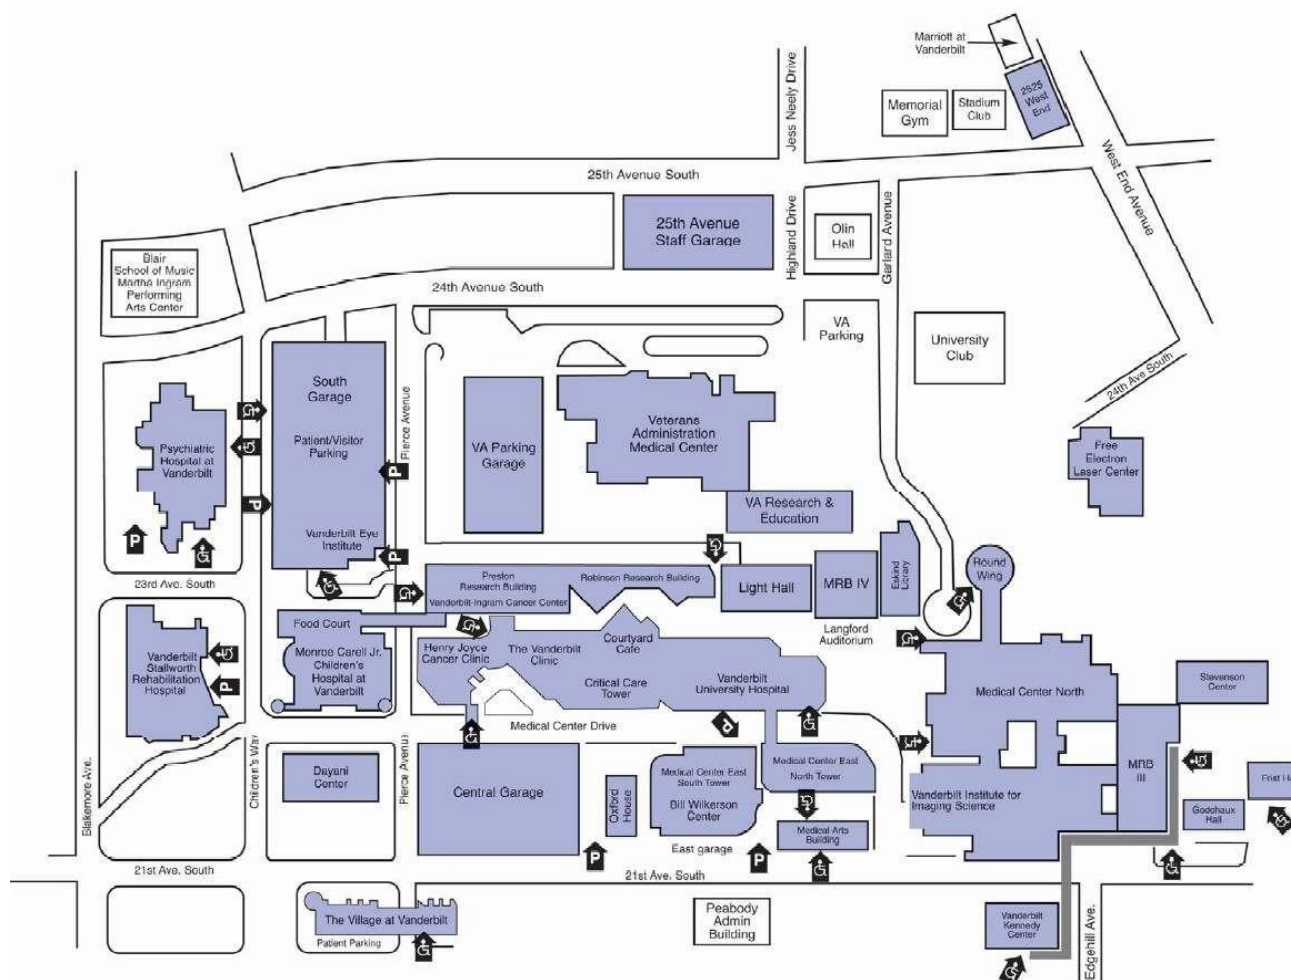 Marriott at
Vanderbilt
2525
West
End
Memorial
Gym
Stadium
Club
Jess Neely Drive
West End Avenue
25th Avenue South
25th Avenue
Staff Garage
Highland Drive
Olin
Hall
Garland Avenue
Blair
School of Music
Martha Ingram
Performing
Arts Center
24th Avenue South
VA
Parking
University
Club
24th Ave South
South
Garage
Patient/Visitor
Parking
Vanderbilt Eye
Institute
Pierce Avenue
Psychiatric
Hospital at
Vanderbilt
VA Parking
Garage
Veterans
Administration
Medical Center
VA Research &
Education
Free
Electron
Laser Center
P
P
P
P
23rd Ave. South
Preston
Research Building
Vanderbilt-Ingram Cancer Center
Robinson Research Building
Light Hall
MRB IV
Eskind
Library
Round
Wing
Langford
Auditorium
Food Court
Monroe Carell Jr.
Children's
Hospital at
Vanderbilt
Henry Joyce
Cancer Clinic
The Vanderbilt
Clinic
Courtyard
Cafe
Critical Care
Tower
Vanderbilt
University Hospital
Vanderbilt
Stallworth
Rehabilitation
Hospital
P
Medical Center North
Stevenson
Center
Medical Center Drive
P
Blakemore Ave.
Children's Way
Dayani
Center
Pierce Avenue
Central Garage
Oxford
House
Medical Center East
South Tower
Bill Wilkerson
Center
Medical Center East
North Tower
Medical Arts
Building
Vanderbilt Institute for
Imaging Science
MRB
III
Godchaux
Hall
Frist Ha
East garage
P
P
21st Ave. South
21st Ave. South
The Village at Vanderbilt
Patient Parking
Peabody
Admin
Building
Vanderbilt
Kennedy
Center
Edgehill Ave.